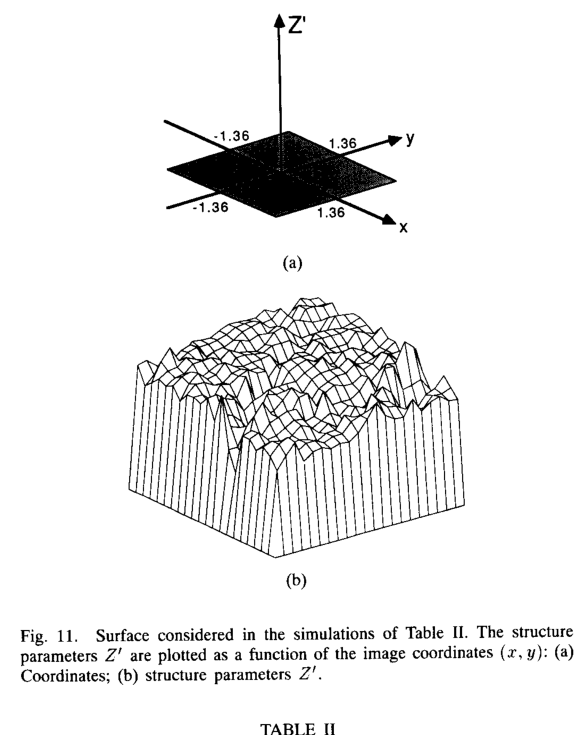 Z'
-1.36
1.36
y
-1.36
1.36
x
(a)
(b)
Fig. 11. Surface considered in the simulations of Table II. The structure
parameters Z' are plotted as a function of the image coordinates (x, y): (a)
Coordinates; (b) structure parameters Z'.
TABLE II